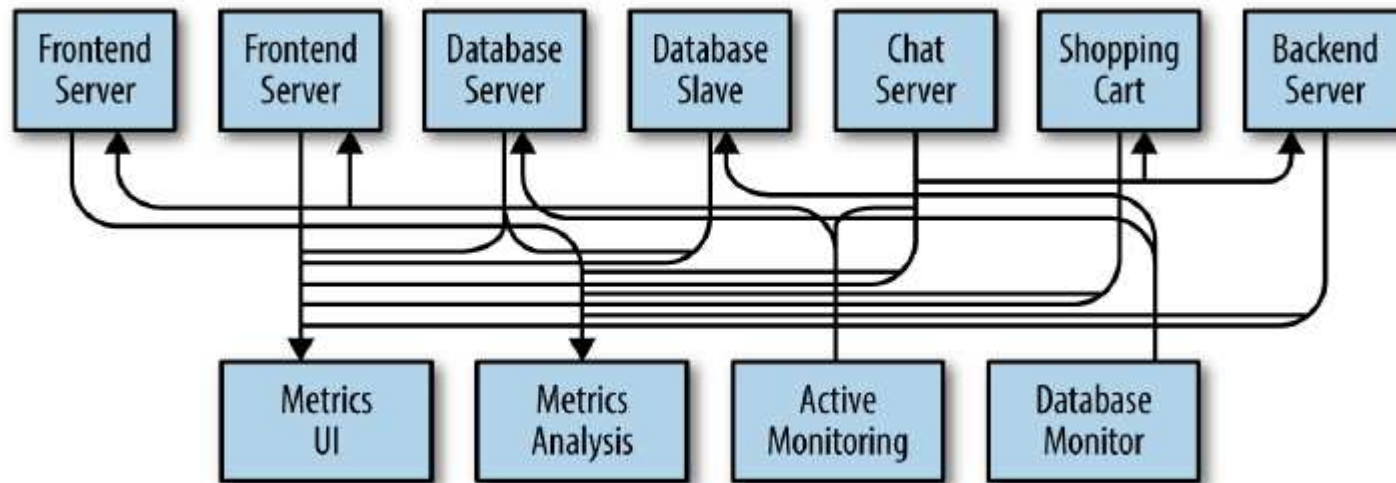 Frontend
Server
Frontend
Server
Database
Server
Database
Slave
Chat
Server
Shopping
Cart
Backend
Server
Metrics
UI
Metrics
Analysis
Active
Monitoring
Database
Monitor